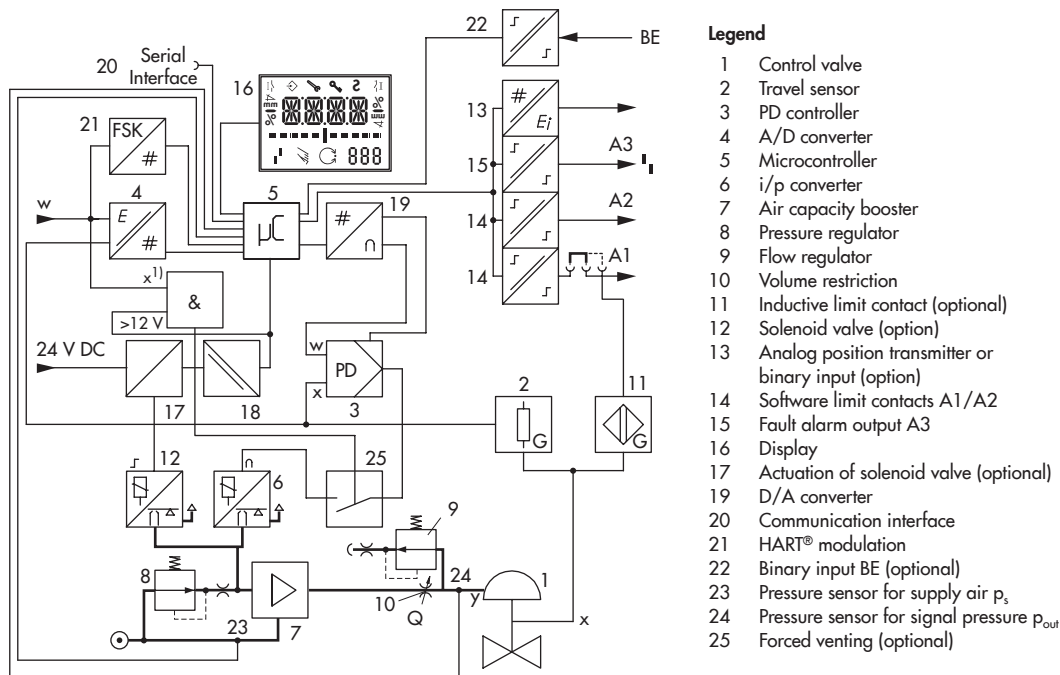 22
BE
Serial
Interface
20
16
mm
%
888
%
mm
21
FSK
#
13
#
Ei
15
A3
w
4
E
#
5
µC
#
∩
19
14
A2
14
A1
x1)
&
>12 V
24 V DC
17
18
w
x
PD
3
2
G
11
G
12
∩
6
25
9
8
23
7
10
Q
24
y
1
x
Legend
1 Control valve
2 Travel sensor
3 PD controller
4 A/D converter
5 Microcontroller
6 i/p converter
7 Air capacity booster
8 Pressure regulator
9 Flow regulator
10 Volume restriction
11 Inductive limit contact (optional)
12 Solenoid valve (option)
13 Analog position transmitter or
binary input (option)
14 Software limit contacts A1/A2
15 Fault alarm output A3
16 Display
17 Actuation of solenoid valve (optional)
19 D/A converter
20 Communication interface
21 HART® modulation
22 Binary input BE (optional)
23 Pressure sensor for supply air ps
24 Pressure sensor for signal pressure pout
25 Forced venting (optional)